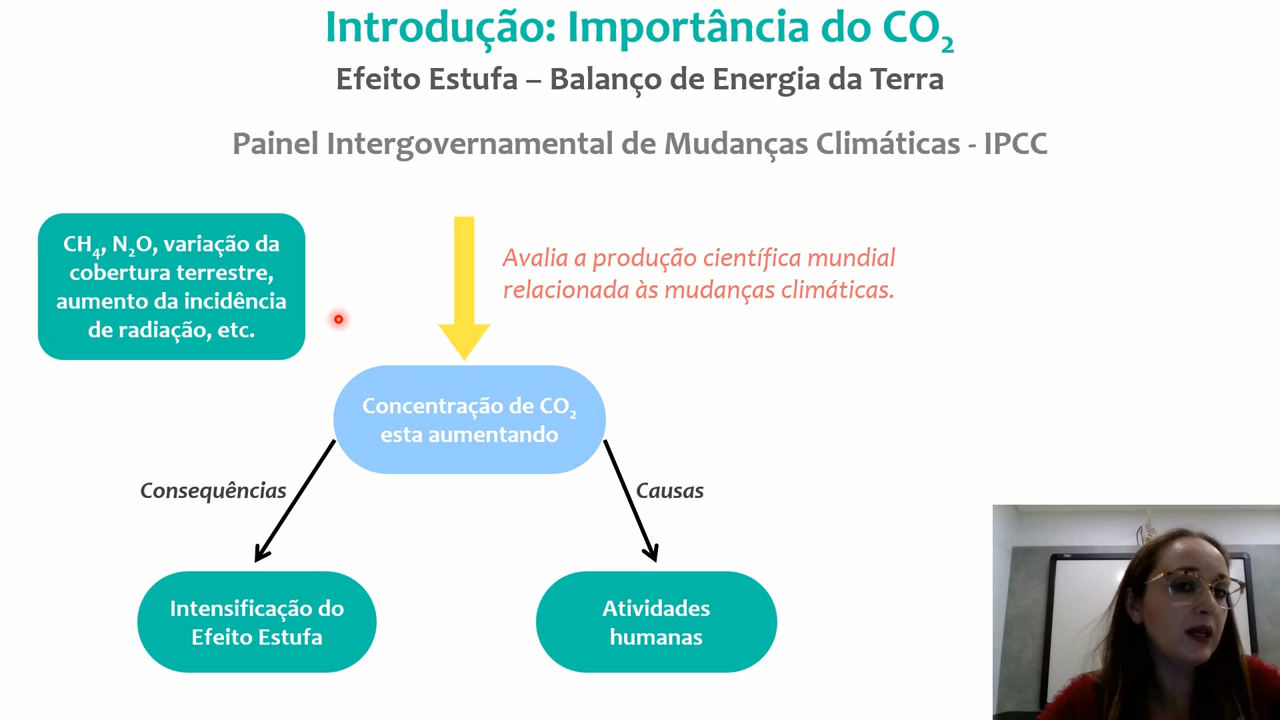 Introdução: Importância do CO₂
Efeito Estufa – Balanço de Energia da Terra
Painel Intergovernamental de Mudanças Climáticas - IPCC
CH₄, N₂O, variação da
cobertura terrestre,
aumento da incidência
de radiação, etc.
Avalia a produção científica mundial
relacionada às mudanças climáticas.
Concentração de CO₂
esta aumentando
Consequências
Causas
Intensificação do
Efeito Estufa
Atividades
humanas